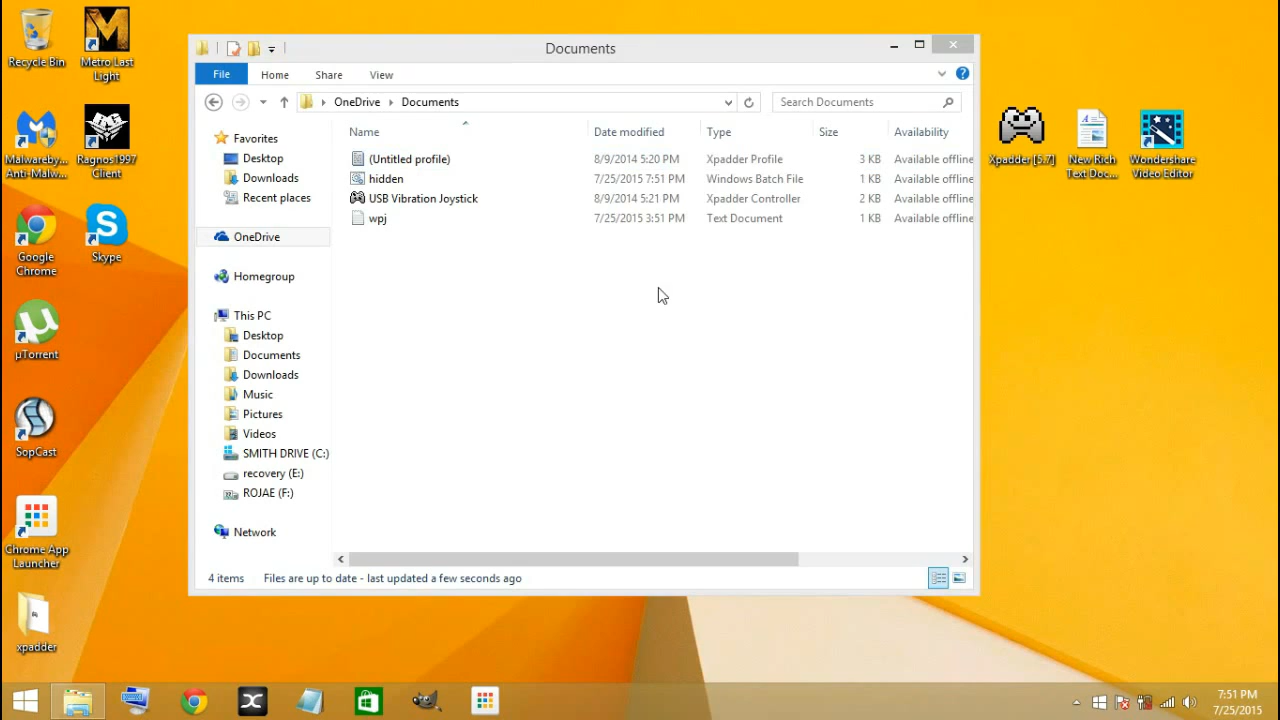 Recycle Bin
Metro Last
Light
Malwareby...
Anti-Malw...
Ragnos1997
Client
Google
Chrome
Skype
µTorrent
SopCast
Chrome App
Launcher
xpadder
Documents
File Home Share View
OneDrive Documents
Search Documents
Name Date modified Type Size Availability
(Untitled profile) 8/9/2014 5:20 PM Xpadder Profile 3 KB Available offline
hidden 7/25/2015 7:51 PM Windows Batch File 1 KB Available offline
USB Vibration Joystick 8/9/2014 5:21 PM Xpadder Controller 2 KB Available offline
wpj 7/25/2015 3:51 PM Text Document 1 KB Available offline
Favorites
Desktop
Downloads
Recent places
OneDrive
Homegroup
This PC
Desktop
Documents
Downloads
Music
Pictures
Videos
SMITH DRIVE (C:)
recovery (E:)
ROJAE (F:)
Network
4 items Files are up to date - last updated a few seconds ago
Xpadder [5.7]
New Rich
Text Doc...
Wondershare
Video Editor
7:51 PM
7/25/2015